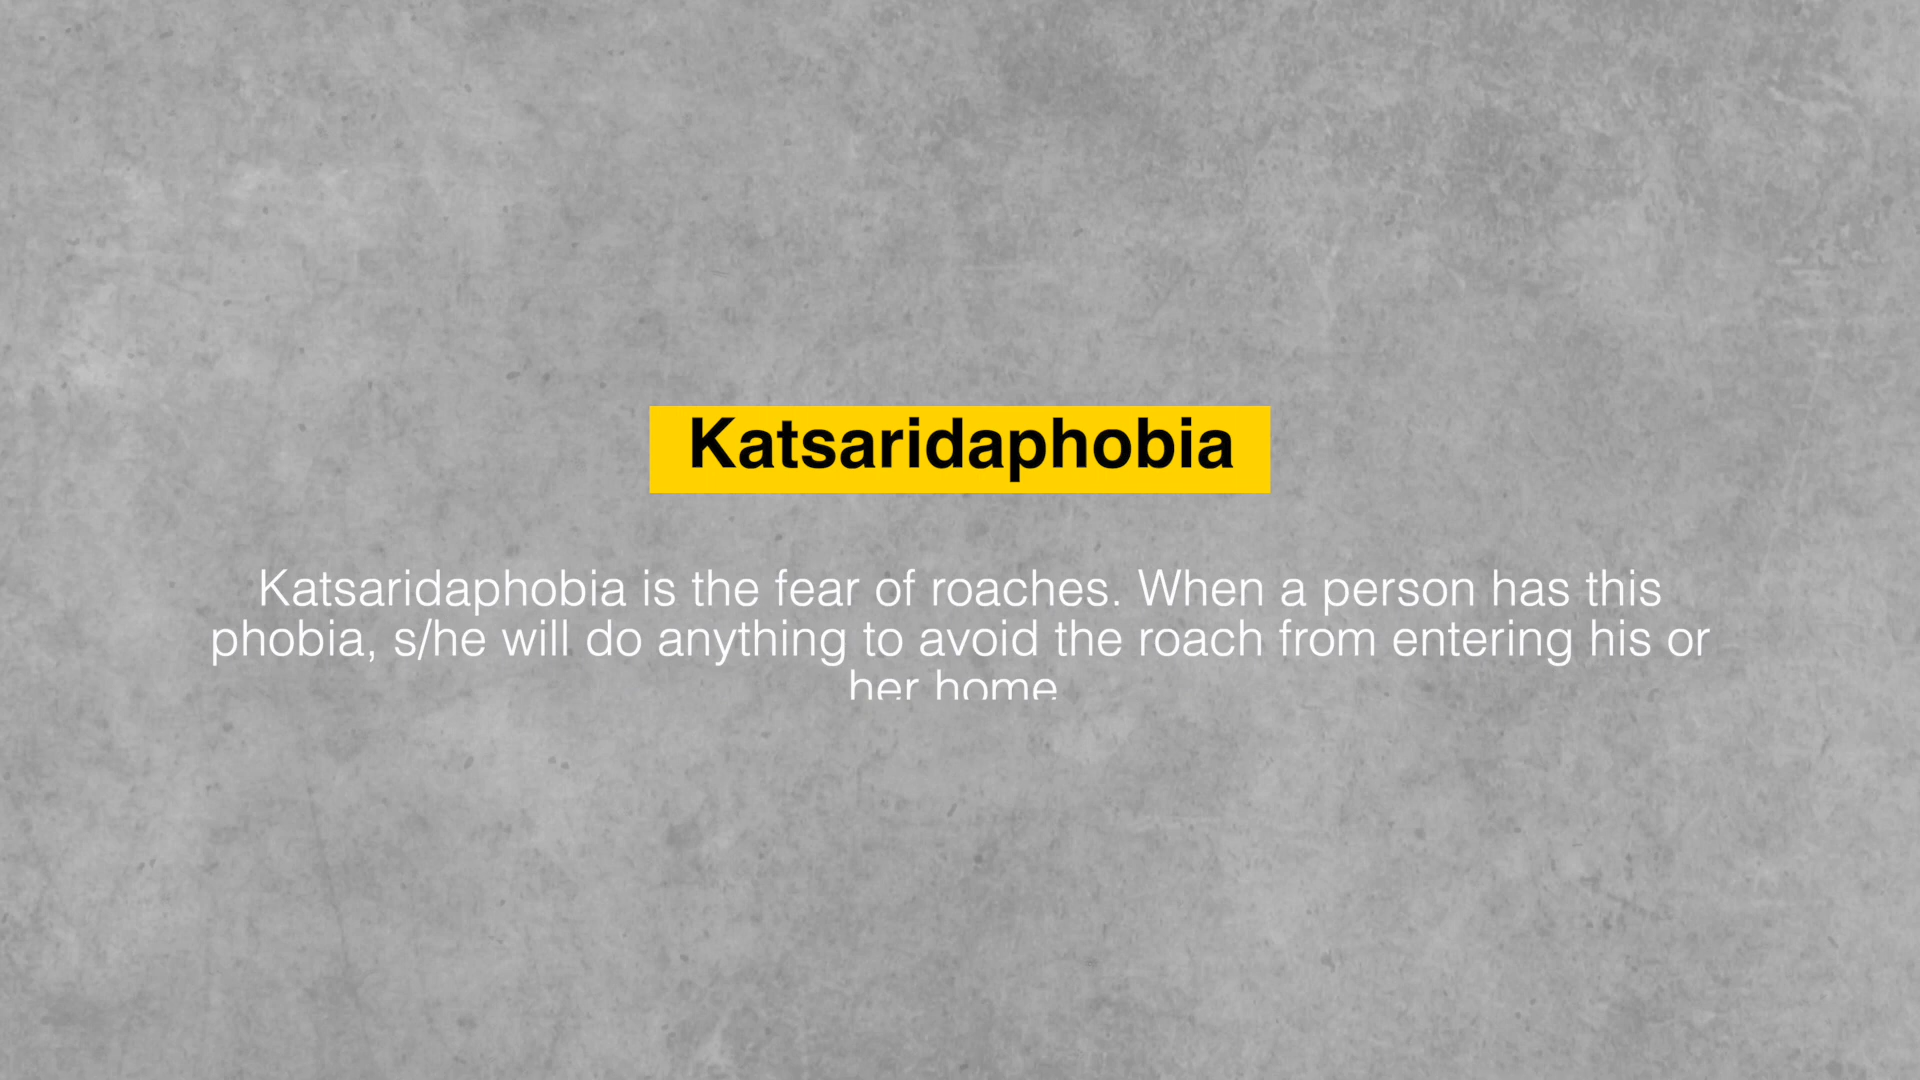 Katsaridaphobia
Katsaridaphobia is the fear of roaches. When a person has this
phobia, s/he will do anything to avoid the roach from entering his or
her home